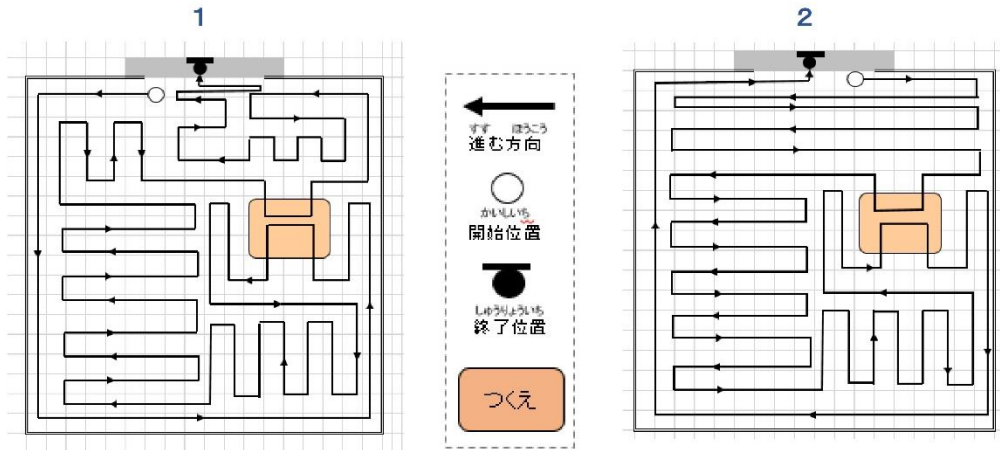 1
2
すす ほうこう
進む方向
かいしいち
開始位置
しゅうりょういち
終了位置
つくえ